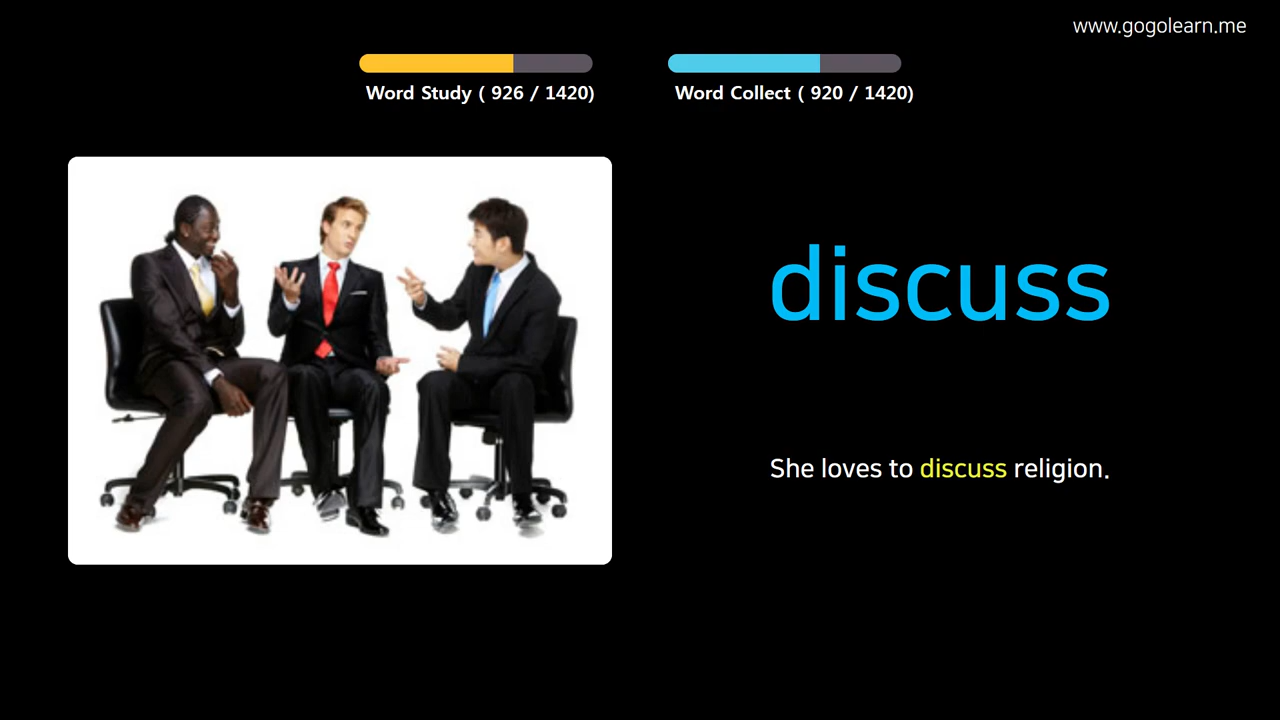 www.gogolearn.me
Word Study ( 926 / 1420)
Word Collect ( 920 / 1420)
discuss
She loves to discuss religion.